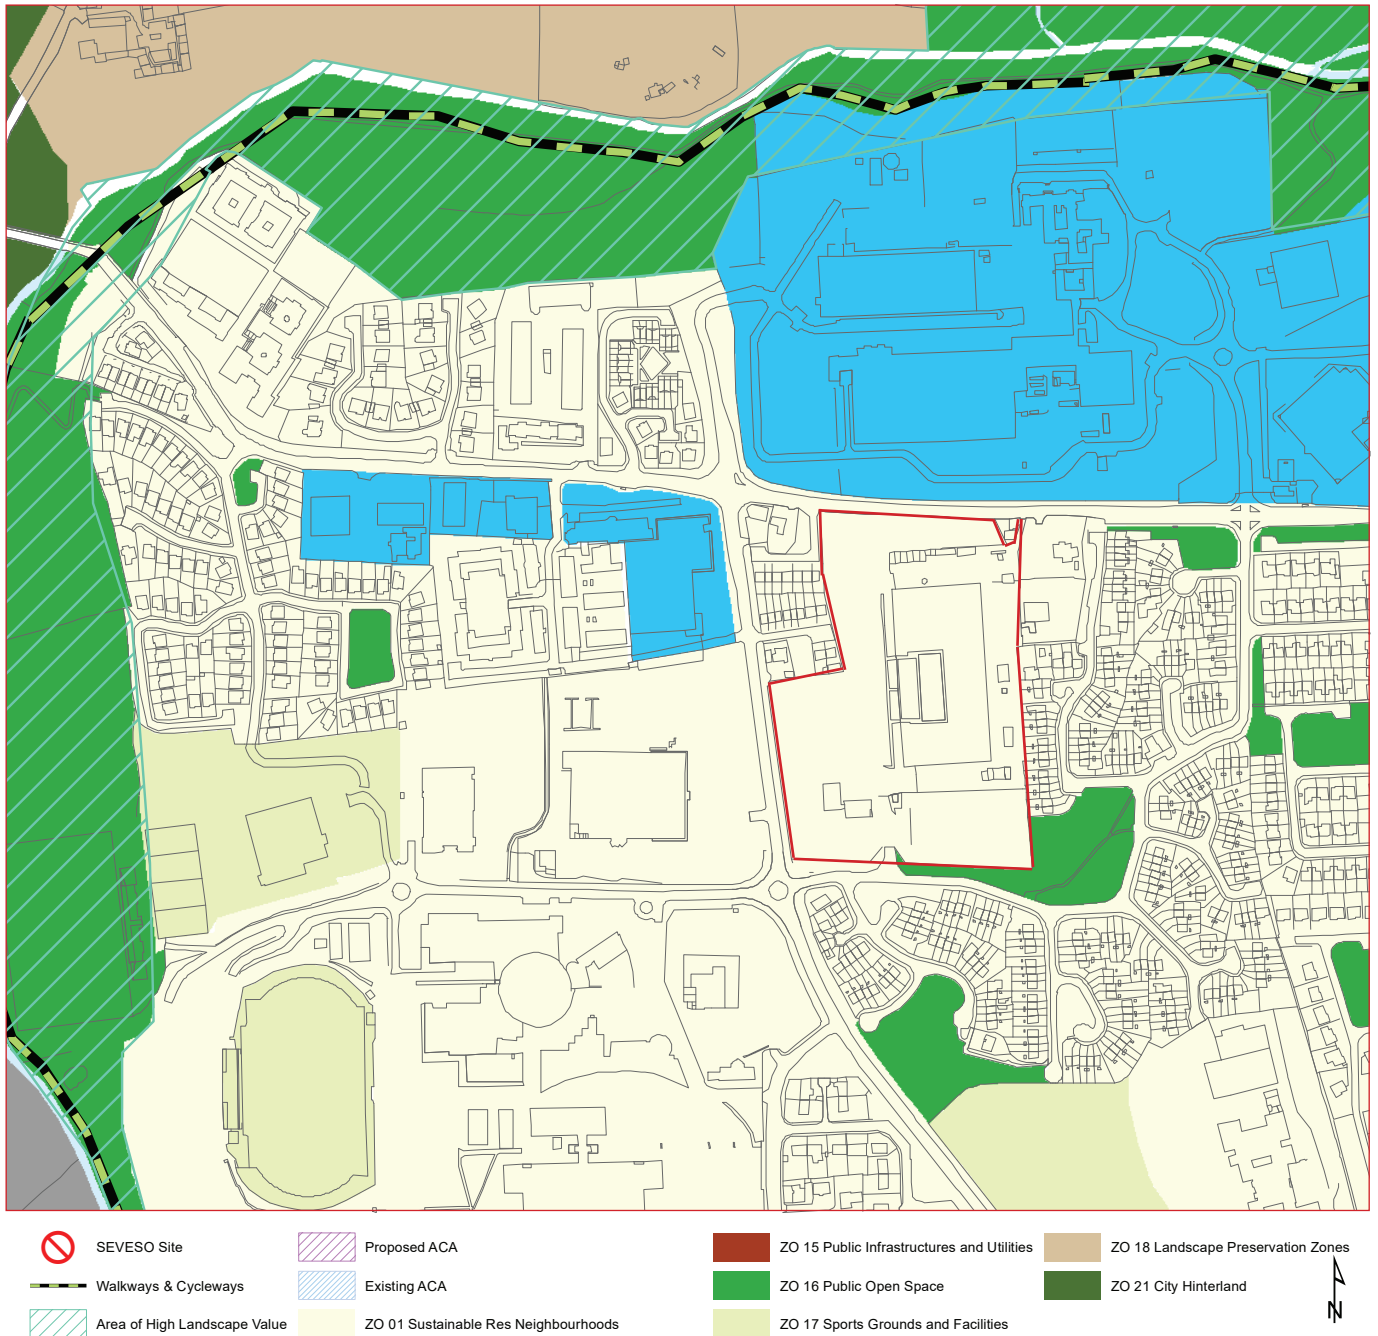 SEVESO Site
Walkways & Cycleways
Area of High Landscape Value
Proposed ACA
Existing ACA
ZO 01 Sustainable Res Neighbourhoods
ZO 15 Public Infrastructures and Utilities
ZO 16 Public Open Space
ZO 17 Sports Grounds and Facilities
ZO 18 Landscape Preservation Zones
ZO 21 City Hinterland
N